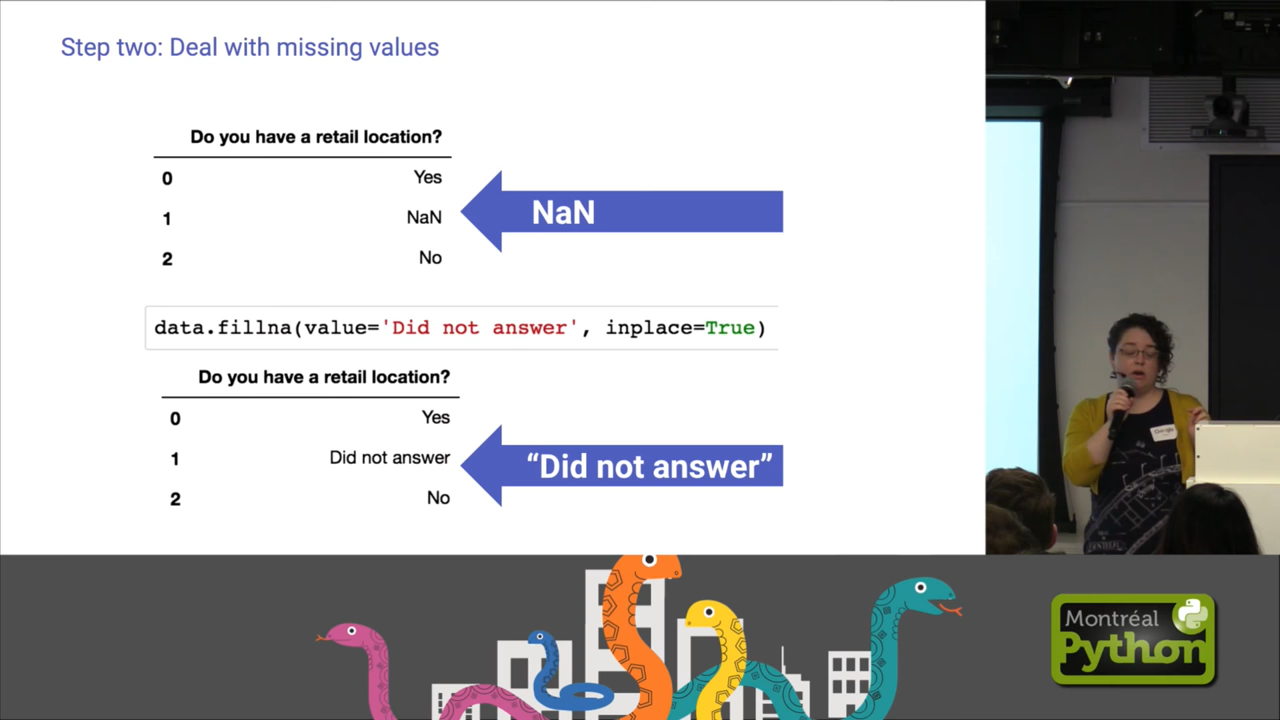 Step two: Deal with missing values
Do you have a retail location?
0 Yes
1 NaN
2 No
NaN
data.fillna(value='Did not answer', inplace=True)
Do you have a retail location?
0 Yes
1 Did not answer
2 No
“Did not answer”
Google
Montréal
Python